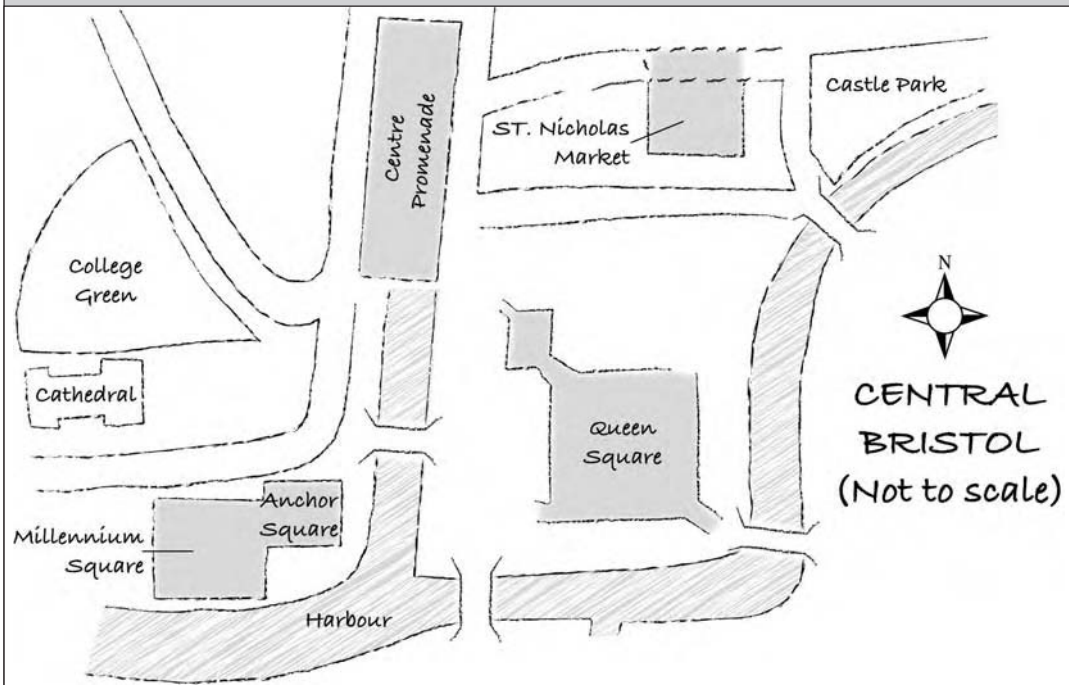 Centre
Promenade
Castle Park
ST. Nicholas
Market
College
Green
N
Cathedral
CENTRAL
BRISTOL
(Not to scale)
Queen
Square
Anchor
Square
Millennium
Square
Harbour